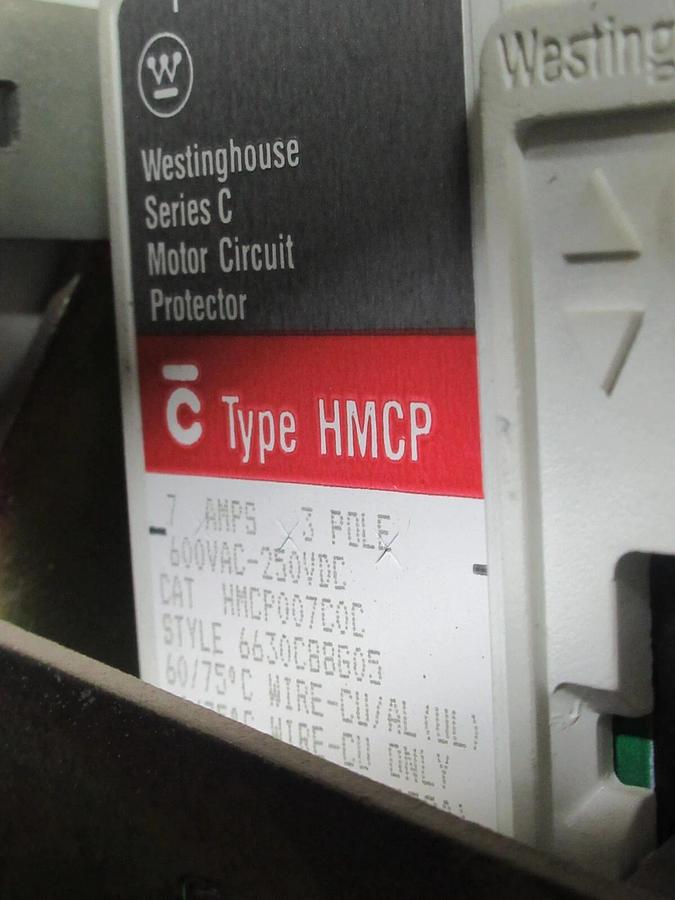 W
Westinghouse
Series C
Motor Circuit
Protector
C Type HMCP
7 AMPS 3 POLE
600VAC-250VDC
CAT HMCP007C0C
STYLE 6630C88G05
60/75°C WIRE-CU/AL(UL)
WIRE-CU ONLY
Westing